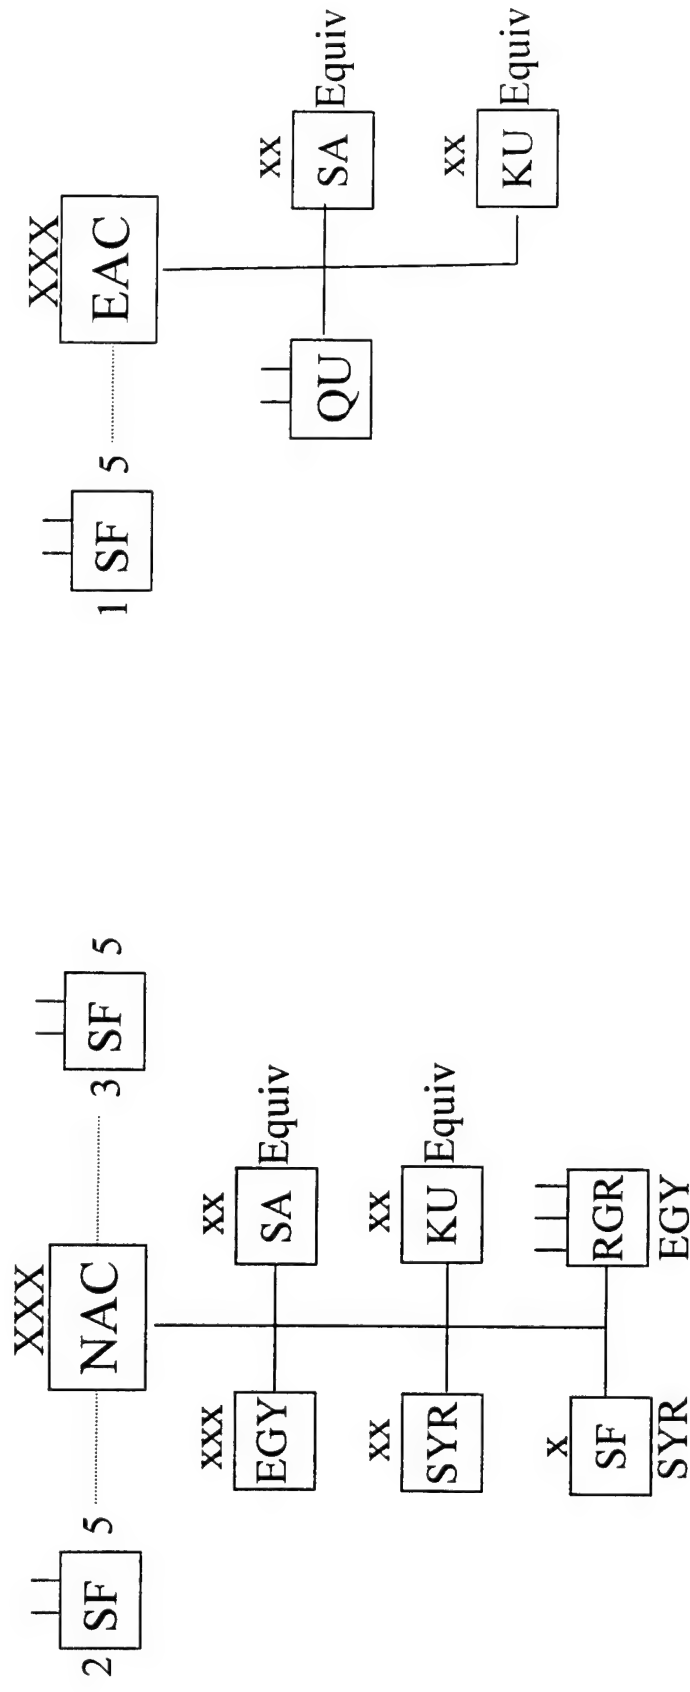 XXX
2 SF 5 NAC 3 SF 5
xxx xx
EGY SA Equiv
xx xx
SYR KU Equiv
x
SF RGR
SYR EGY
XXX
1 SF 5 EAC
xx
QU SA Equiv
xx
KU Equiv